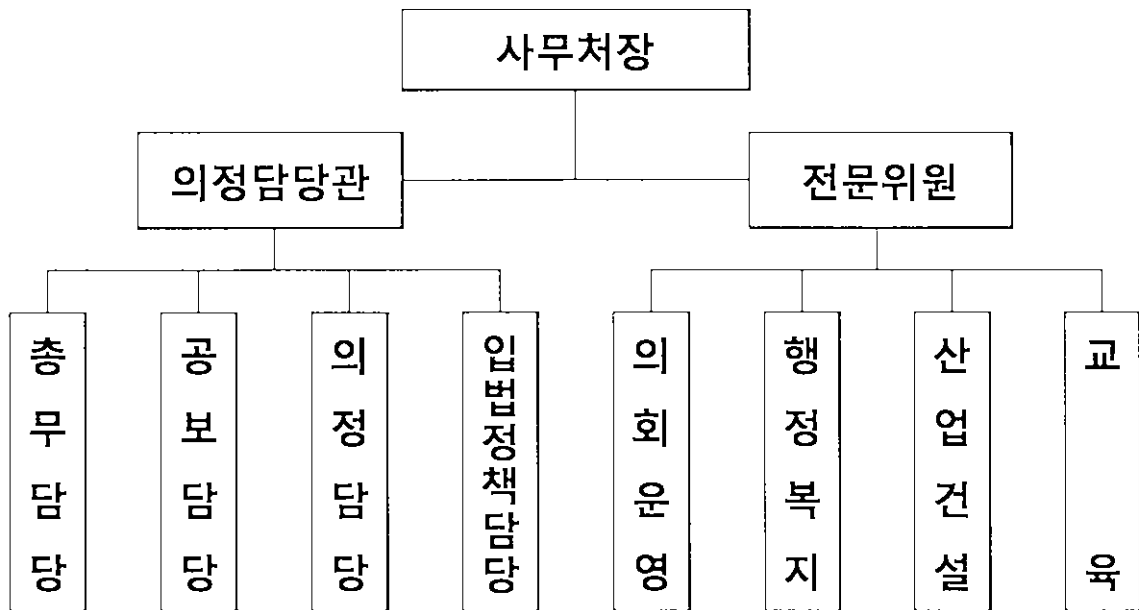 사무처장
의정담당관
전문위원
총무담당
공보담당
의정담당
입법정책담당
의회운영
행정복지
산업건설
교육